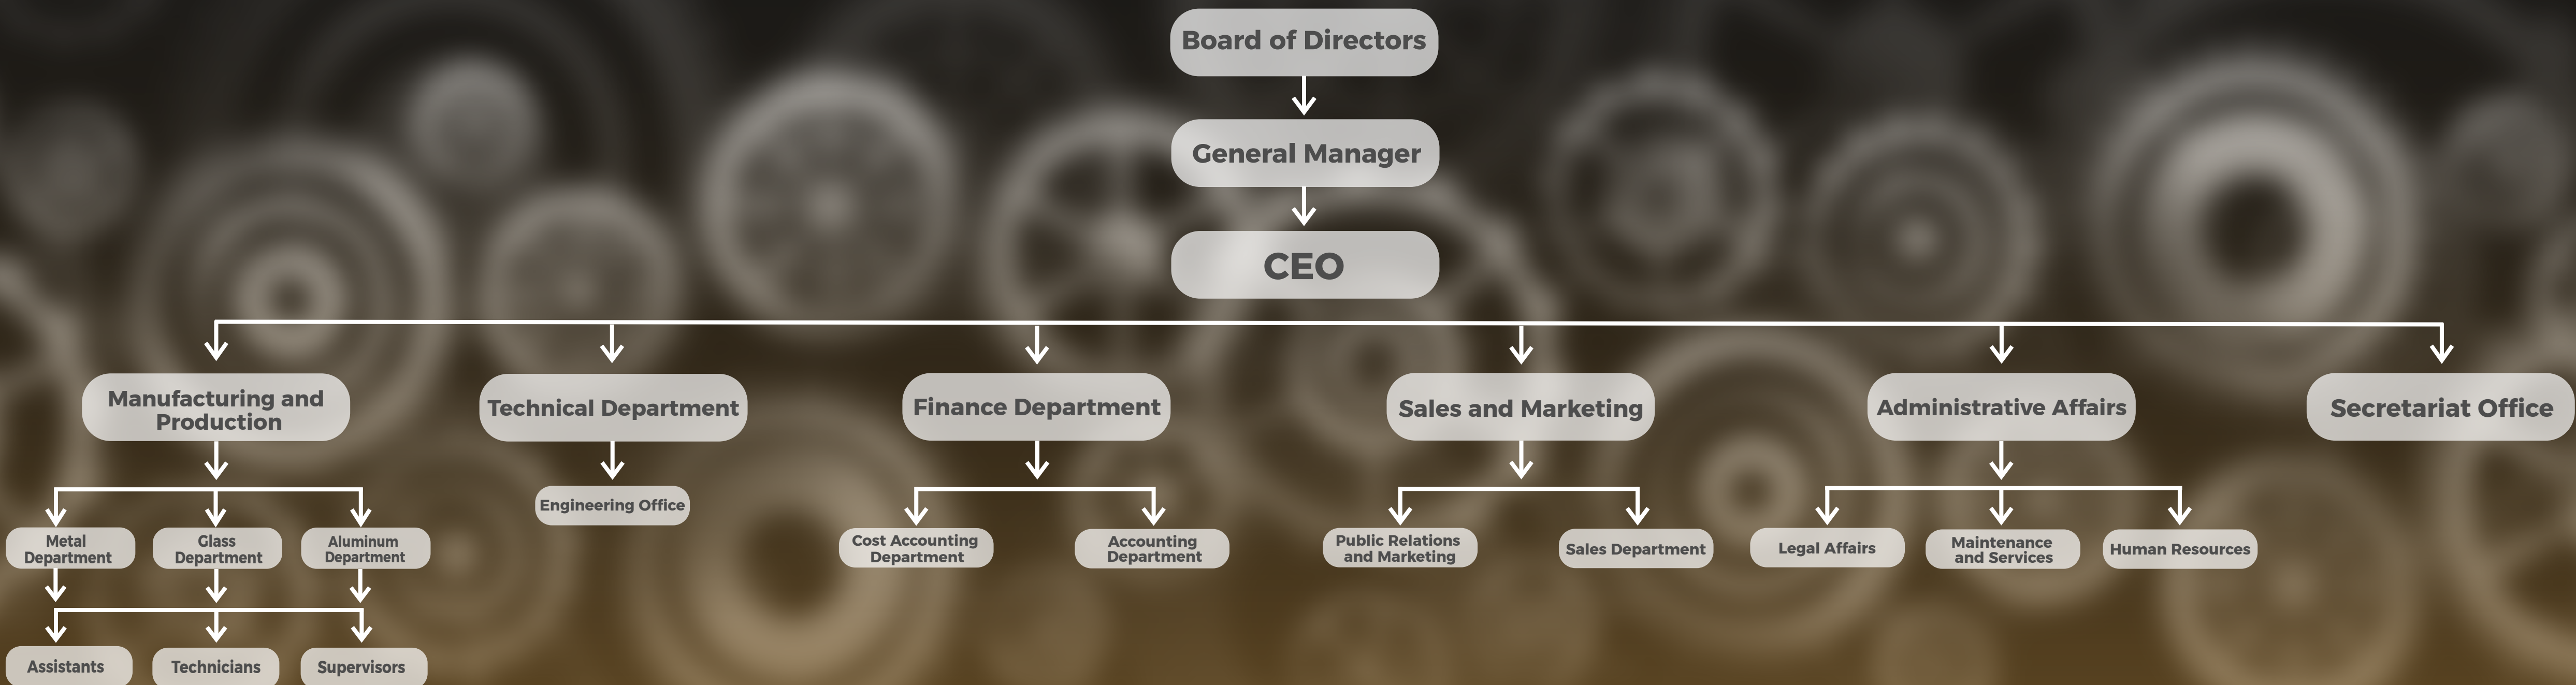 Board of Directors
General Manager
CEO
Manufacturing and
Production
Technical Department
Finance Department
Sales and Marketing
Administrative Affairs
Secretariat Office
Engineering Office
Metal
Department
Glass
Department
Aluminum
Department
Cost Accounting
Department
Accounting
Department
Public Relations
and Marketing
Sales Department
Legal Affairs
Maintenance
and Services
Human Resources
Assistants
Technicians
Supervisors